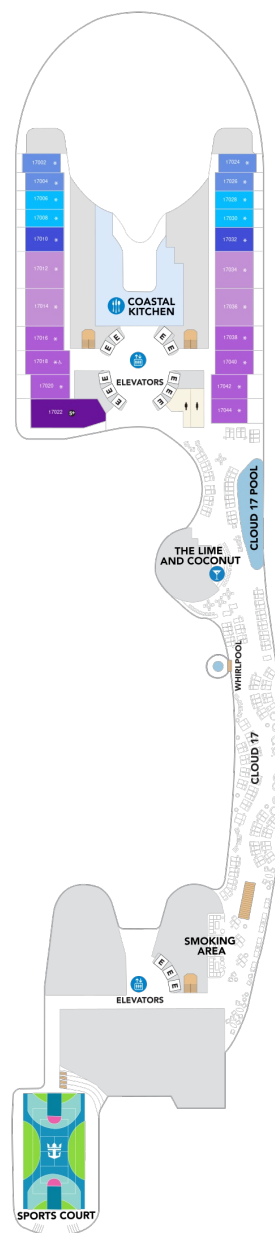 17002
17024
17004
17026
17006
17028
17008
17030
17010
17032
17012
17034
17014
17036
COASTAL
KITCHEN
17016
17038
E E E E
E E
17018
17040
ELEVATORS
17020
17042
E E E
E E E
17022
17044
CLOUD 17 POOL
THE LIME
AND COCONUT
WHIRLPOOL
CLOUD 17
SMOKING
AREA
E E E
ELEVATORS
SPORTS COURT